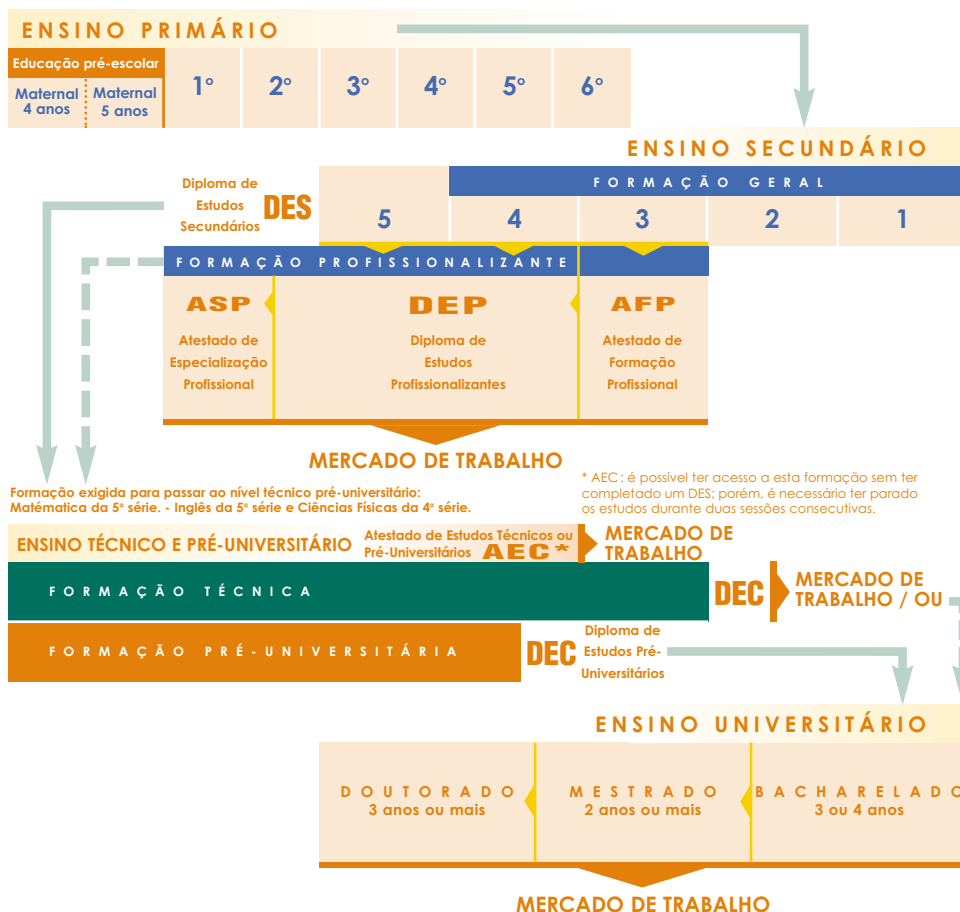 ENSINO PRIMÁRIO
Educação pré-escolar
Maternal
4 anos
Maternal
5 anos
1º
2º
3º
4º
5º
6º
ENSINO SECUNDÁRIO
FORMAÇÃO GERAL
Diploma de
Estudos
Secundários
DES
5
4
3
2
1
FORMAÇÃO PROFISSIONALIZANTE
ASP
Atestado de
Especialização
Profissional
DEP
Diploma de
Estudos
Profissionalizantes
AFP
Atestado de
Formação
Profissional
MERCADO DE TRABALHO
Formação exigida para passar ao nível técnico pré-universitário:
Matématica da 5ª série. - Inglês da 5ª série e Ciências Físicas da 4ª série.
* AEC: é possível ter acesso a esta formação sem ter
completado um DES; porém, é necessário ter parado
os estudos durante duas sessões consecutivas.
ENSINO TÉCNICO E PRÉ-UNIVERSITÁRIO
Atestado de Estudos Técnicos ou
Pré-Universitários AEC*
MERCADO DE
TRABALHO
FORMAÇÃO TÉCNICA
DEC
MERCADO DE
TRABALHO / OU
FORMAÇÃO PRÉ-UNIVERSITÁRIA
DEC
Diploma de
Estudos Pré-
Universitários
ENSINO UNIVERSITÁRIO
DOUTORADO
3 anos ou mais
MESTRADO
2 anos ou mais
BACHARELADO
3 ou 4 anos
MERCADO DE TRABALHO